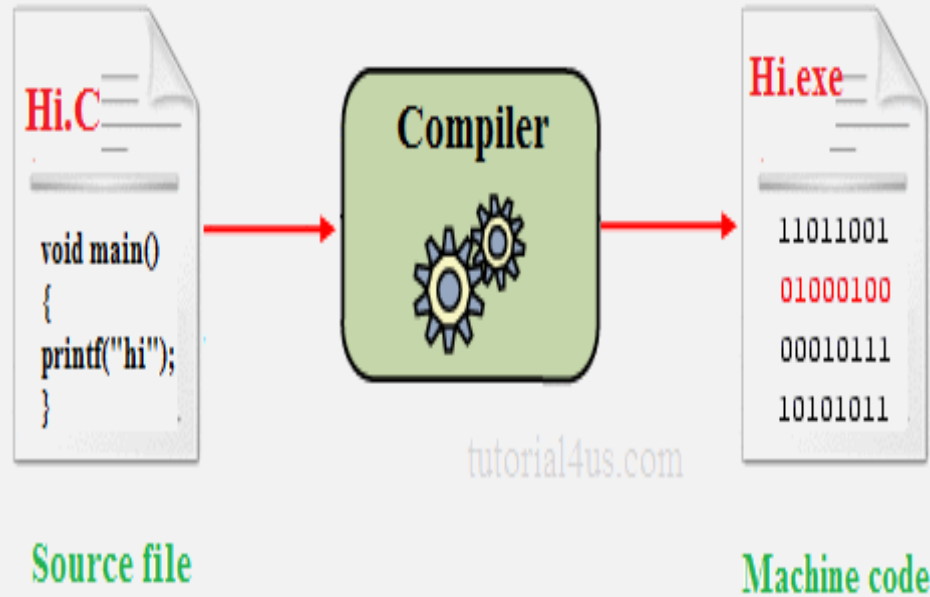 Hi.C
void main()
{
printf("hi");
}
Source file
Compiler
tutorial4us.com
Hi.exe
11011001
01000100
00010111
10101011
Machine code